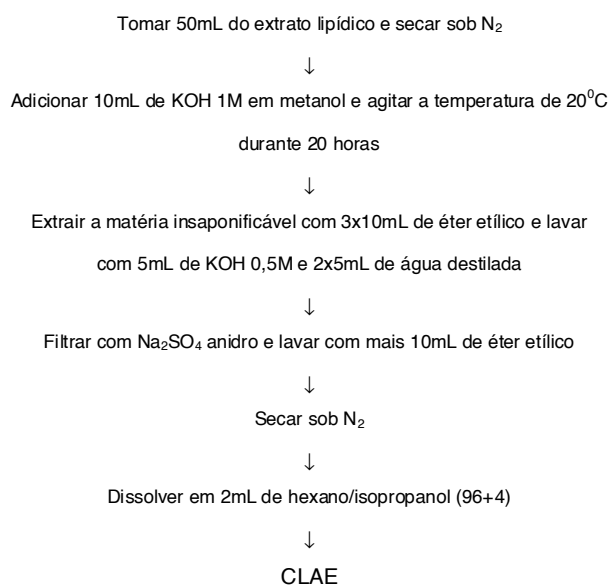 Tomar 50mL do extrato lipídico e secar sob N₂
↓
Adicionar 10mL de KOH 1M em metanol e agitar a temperatura de 20⁰C
durante 20 horas
↓
Extrair a matéria insaponificável com 3x10mL de éter etílico e lavar
com 5mL de KOH 0,5M e 2x5mL de água destilada
↓
Filtrar com Na₂SO₄ anidro e lavar com mais 10mL de éter etílico
↓
Secar sob N₂
↓
Dissolver em 2mL de hexano/isopropanol (96+4)
↓
CLAE